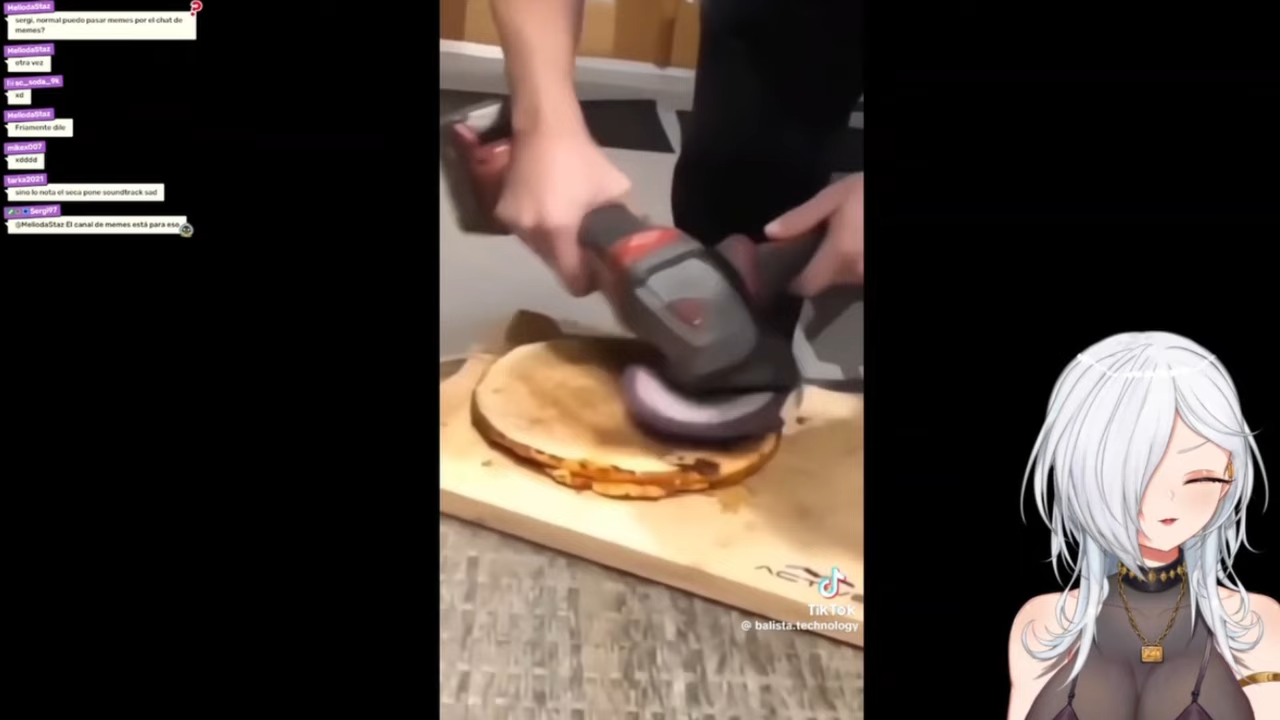 MeliodaStaz
sergi, normal puedo pasar memes por el chat de
memes?
MeliodaStaz
otra vez
xd
MeliodaStaz
Friamente dile
mikex007
xdddd
tarkx2021
sino lo nota el seca pone soundtrack sad
Sergi97
@MeliodaStaz El canal de memes está para eso
TikTok
@ balista.technology